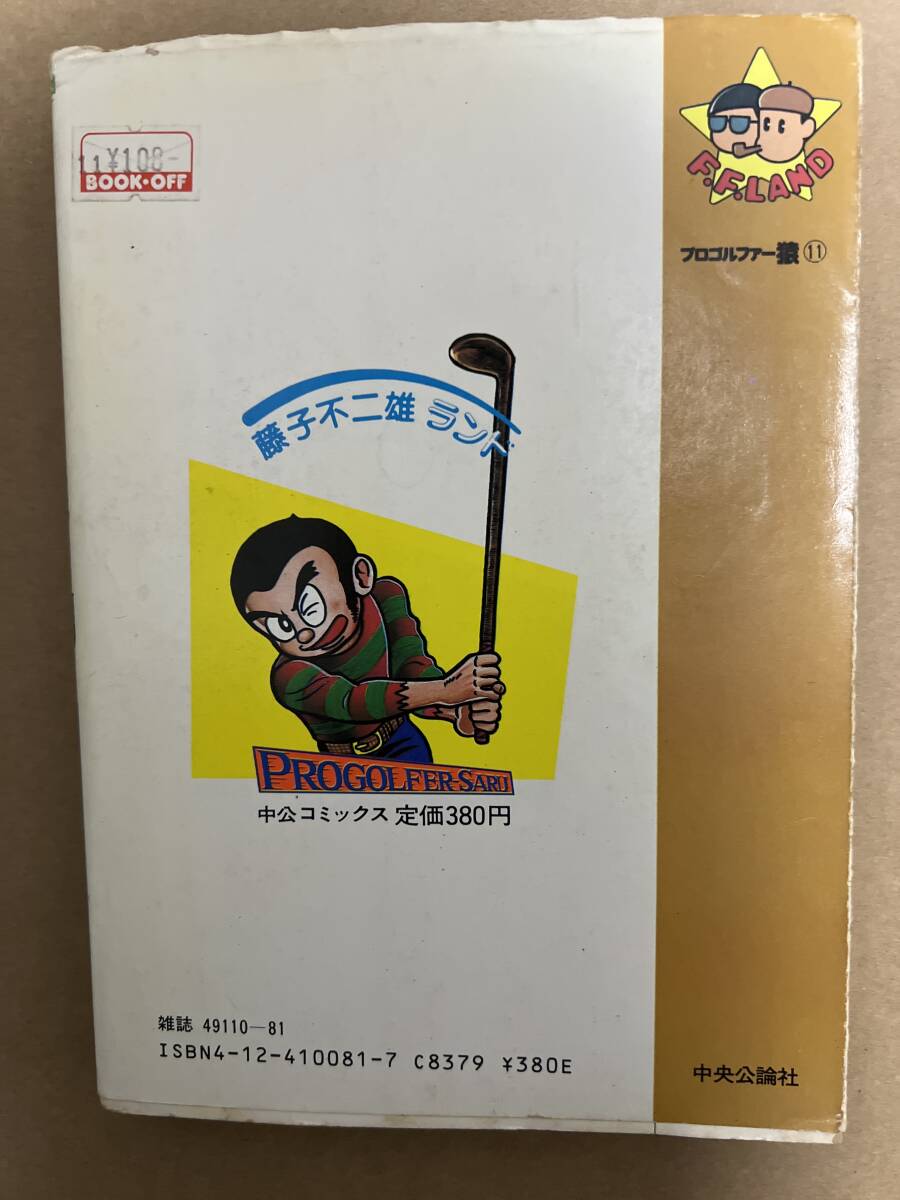 11 ¥108-
BOOK・OFF
F.F.LAND
プロゴルファー猿⑪
藤子不二雄 ランド
PROGOLFER-SARU
中公コミックス 定価380円
雑誌 49110-81
ISBN4-12-410081-7 C8379 ¥380E
中央公論社